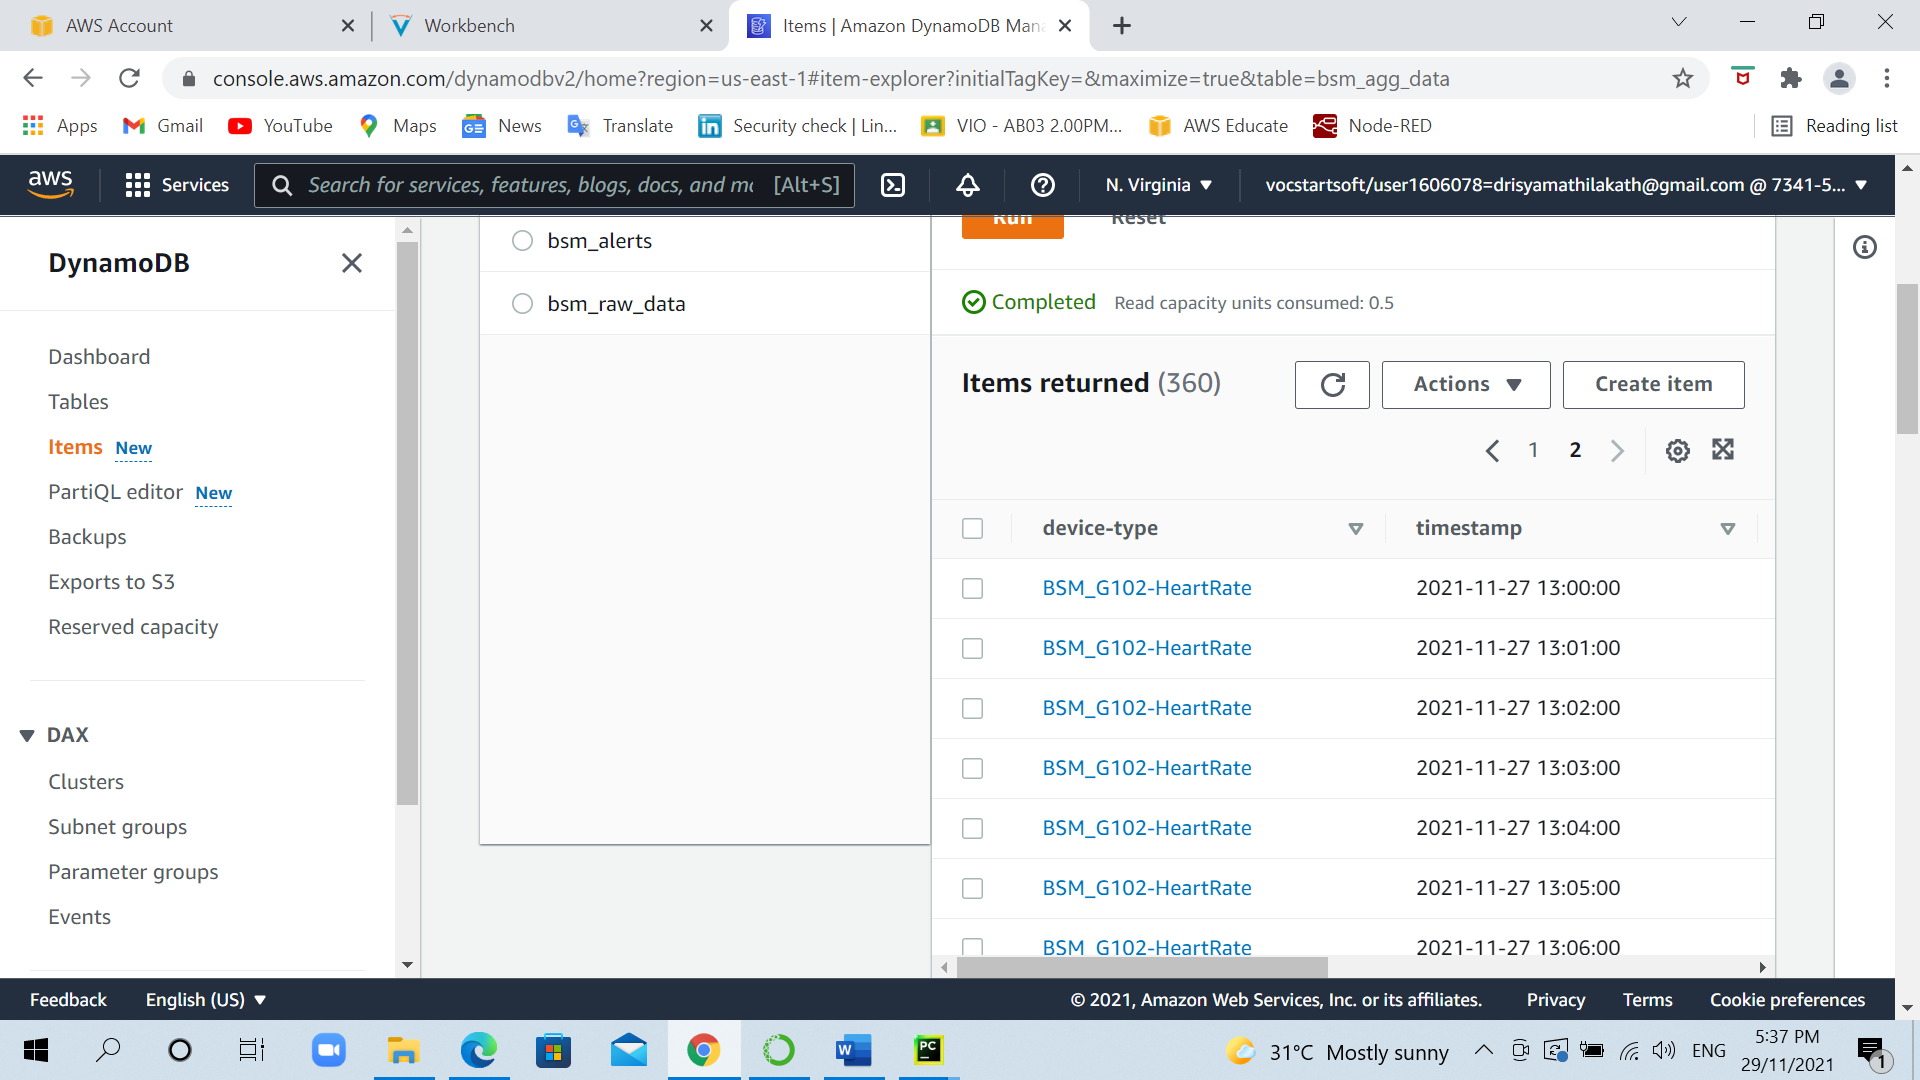 AWS Account
Workbench
Items | Amazon DynamoDB Man
console.aws.amazon.com/dynamodbv2/home?region=us-east-1#item-explorer?initialTagKey=&maximize=true&table=bsm_agg_data
Apps
Gmail
YouTube
Maps
News
Translate
Security check | Lin...
VIO - AB03 2.00PM...
AWS Educate
Node-RED
Reading list
aws
Services
Search for services, features, blogs, docs, and mo
[Alt+S]
N. Virginia
vocstartsoft/user1606078=drisyamathilakath@gmail.com @ 7341-5...
DynamoDB
Dashboard
Tables
Items New
PartiQL editor New
Backups
Exports to S3
Reserved capacity
DAX
Clusters
Subnet groups
Parameter groups
Events
bsm_alerts
bsm_raw_data
Run
Reset
Completed Read capacity units consumed: 0.5
Items returned (360)
Actions
Create item
1 2
device-type timestamp
BSM_G102-HeartRate 2021-11-27 13:00:00
BSM_G102-HeartRate 2021-11-27 13:01:00
BSM_G102-HeartRate 2021-11-27 13:02:00
BSM_G102-HeartRate 2021-11-27 13:03:00
BSM_G102-HeartRate 2021-11-27 13:04:00
BSM_G102-HeartRate 2021-11-27 13:05:00
BSM_G102-HeartRate 2021-11-27 13:06:00
Feedback English (US)
© 2021, Amazon Web Services, Inc. or its affiliates. Privacy Terms Cookie preferences
W
PC
31°C Mostly sunny
ENG
5:37 PM
29/11/2021
1